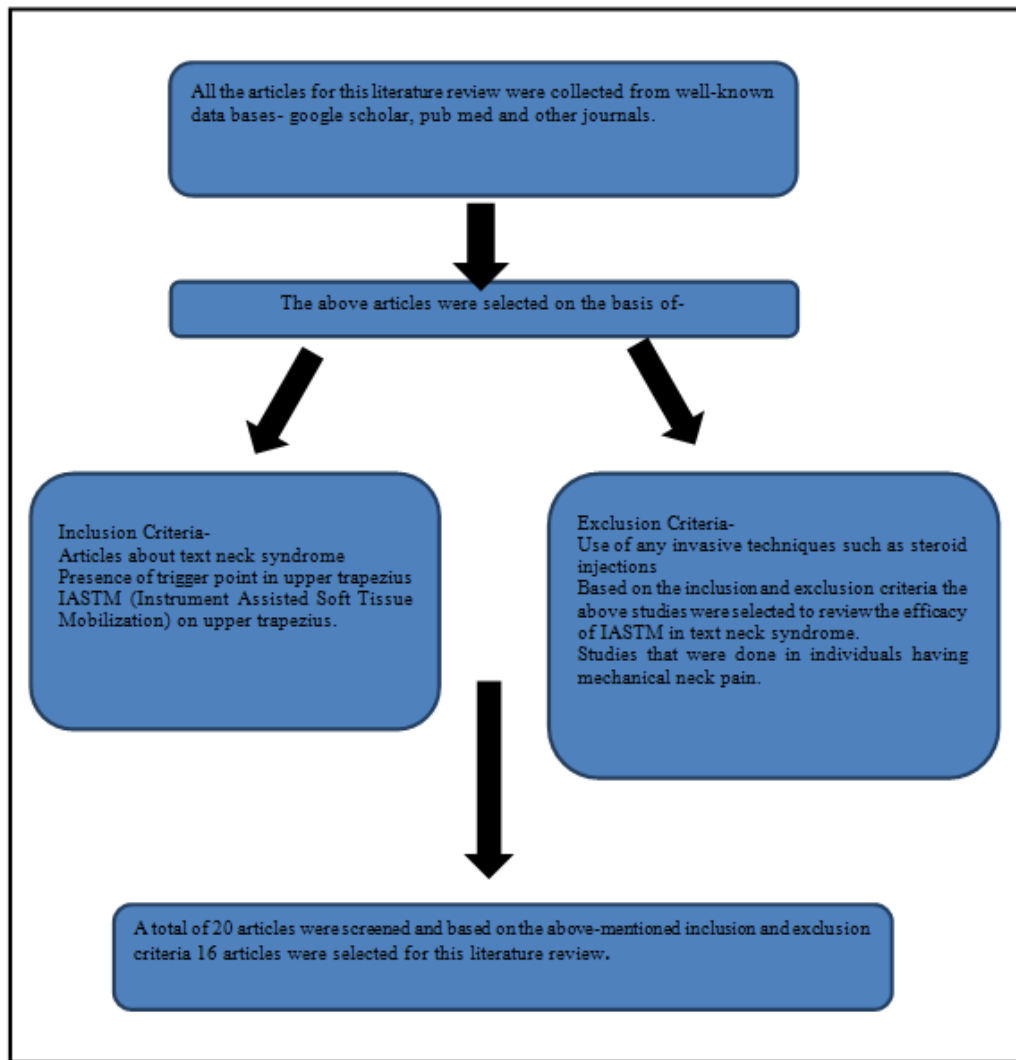 All the articles for this literature review were collected from well-known
data bases- google scholar, pub med and other journals.
The above articles were selected on the basis of-
Inclusion Criteria-
Articles about text neck syndrome
Presence of trigger point in upper trapezius
IASTM (Instrument Assisted Soft Tissue
Mobilization) on upper trapezius.
Exclusion Criteria-
Use of any invasive techniques such as steroid
injections
Based on the inclusion and exclusion criteria the
above studies were selected to review the efficacy
of IASTM in text neck syndrome.
Studies that were done in individuals having
mechanical neck pain.
A total of 20 articles were screened and based on the above-mentioned inclusion and exclusion
criteria 16 articles were selected for this literature review.